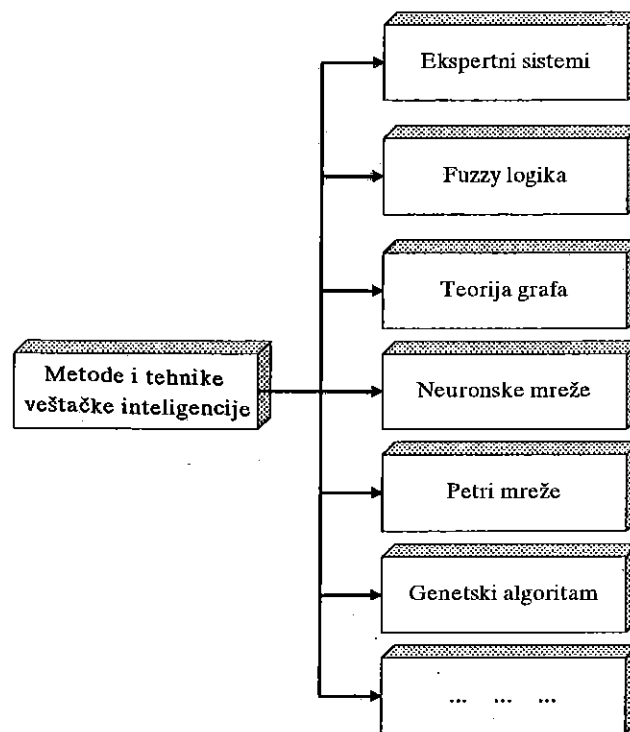 Ekspertni sistemi
Fuzzy logika
Teorija grafa
Metode i tehnike
veštačke inteligencije
Neuronske mreže
Petri mreže
Genetski algoritam
... ... ...